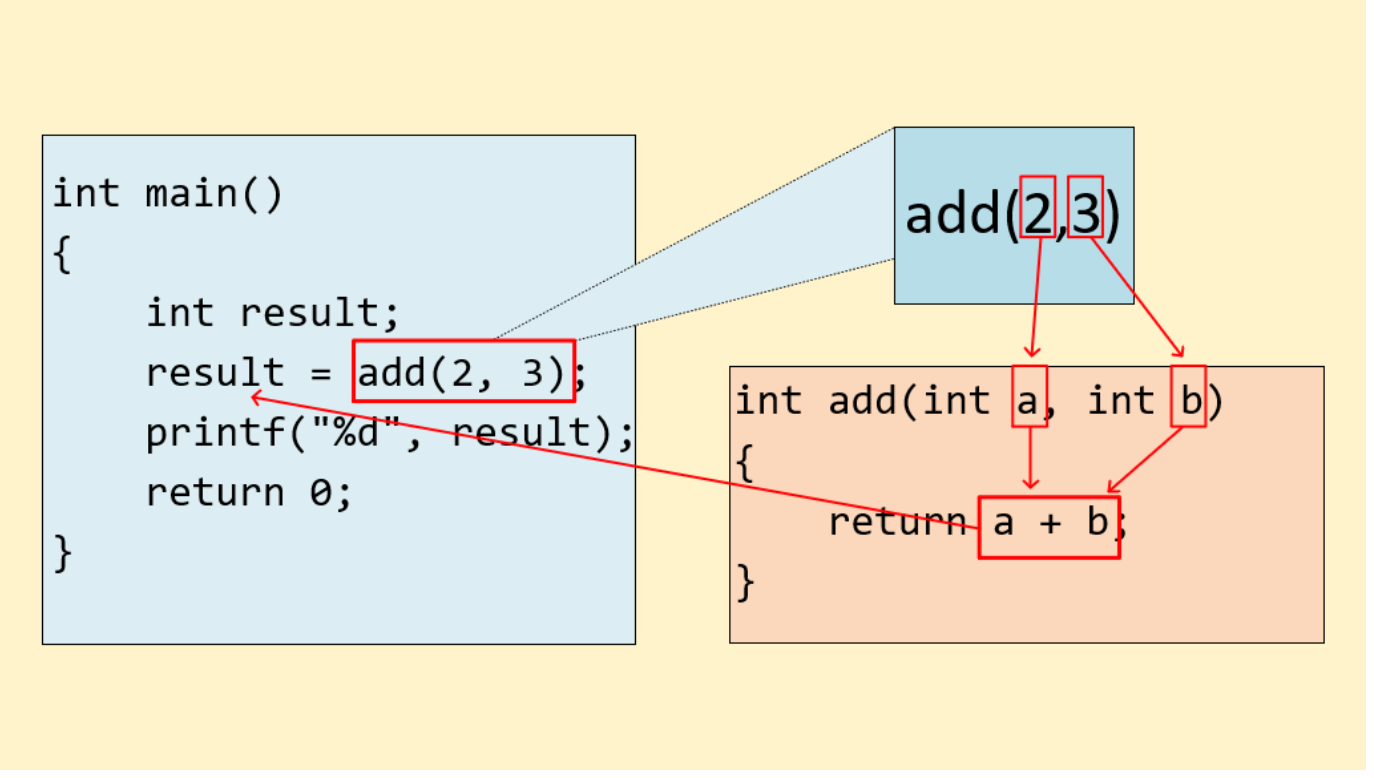 int main()
{
    int result;
    result = add(2, 3);
    printf("%d", result);
    return 0;
}
add(2,3)
int add(int a, int b)
{
    return a + b;
}